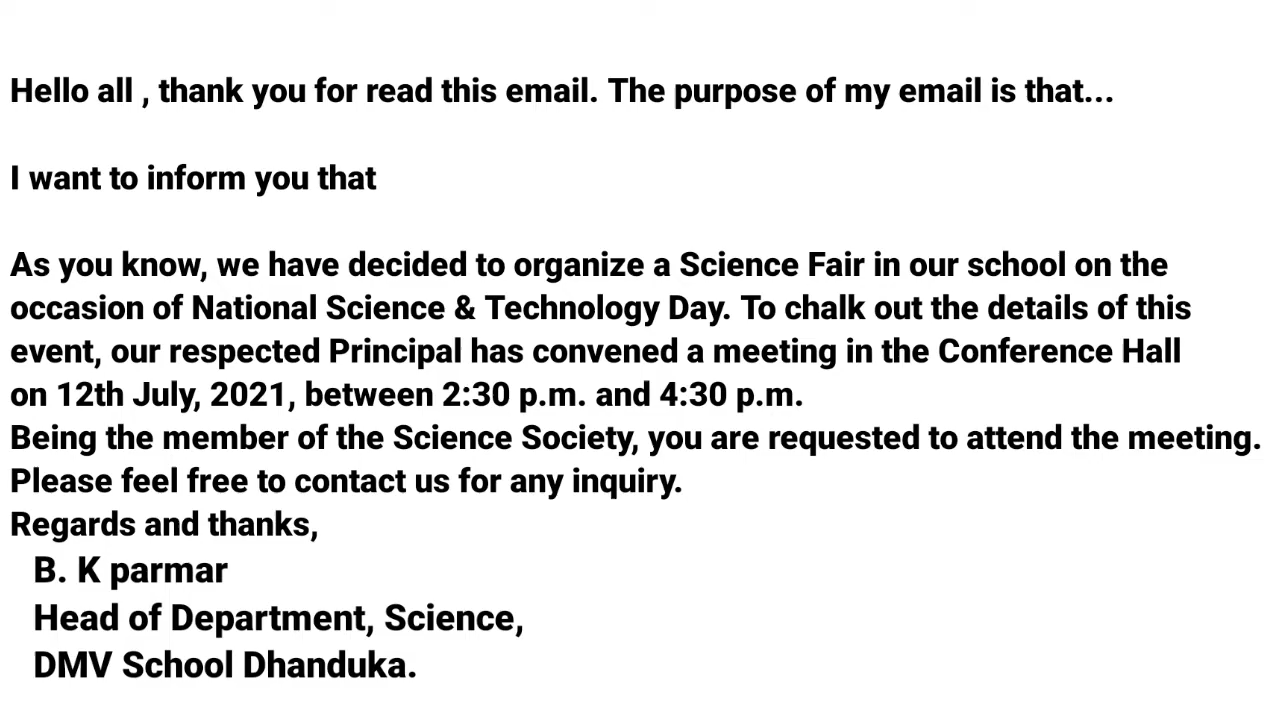 Hello all , thank you for read this email. The purpose of my email is that...
I want to inform you that
As you know, we have decided to organize a Science Fair in our school on the
occasion of National Science & Technology Day. To chalk out the details of this
event, our respected Principal has convened a meeting in the Conference Hall
on 12th July, 2021, between 2:30 p.m. and 4:30 p.m.
Being the member of the Science Society, you are requested to attend the meeting.
Please feel free to contact us for any inquiry.
Regards and thanks,
B. K parmar
Head of Department, Science,
DMV School Dhanduka.